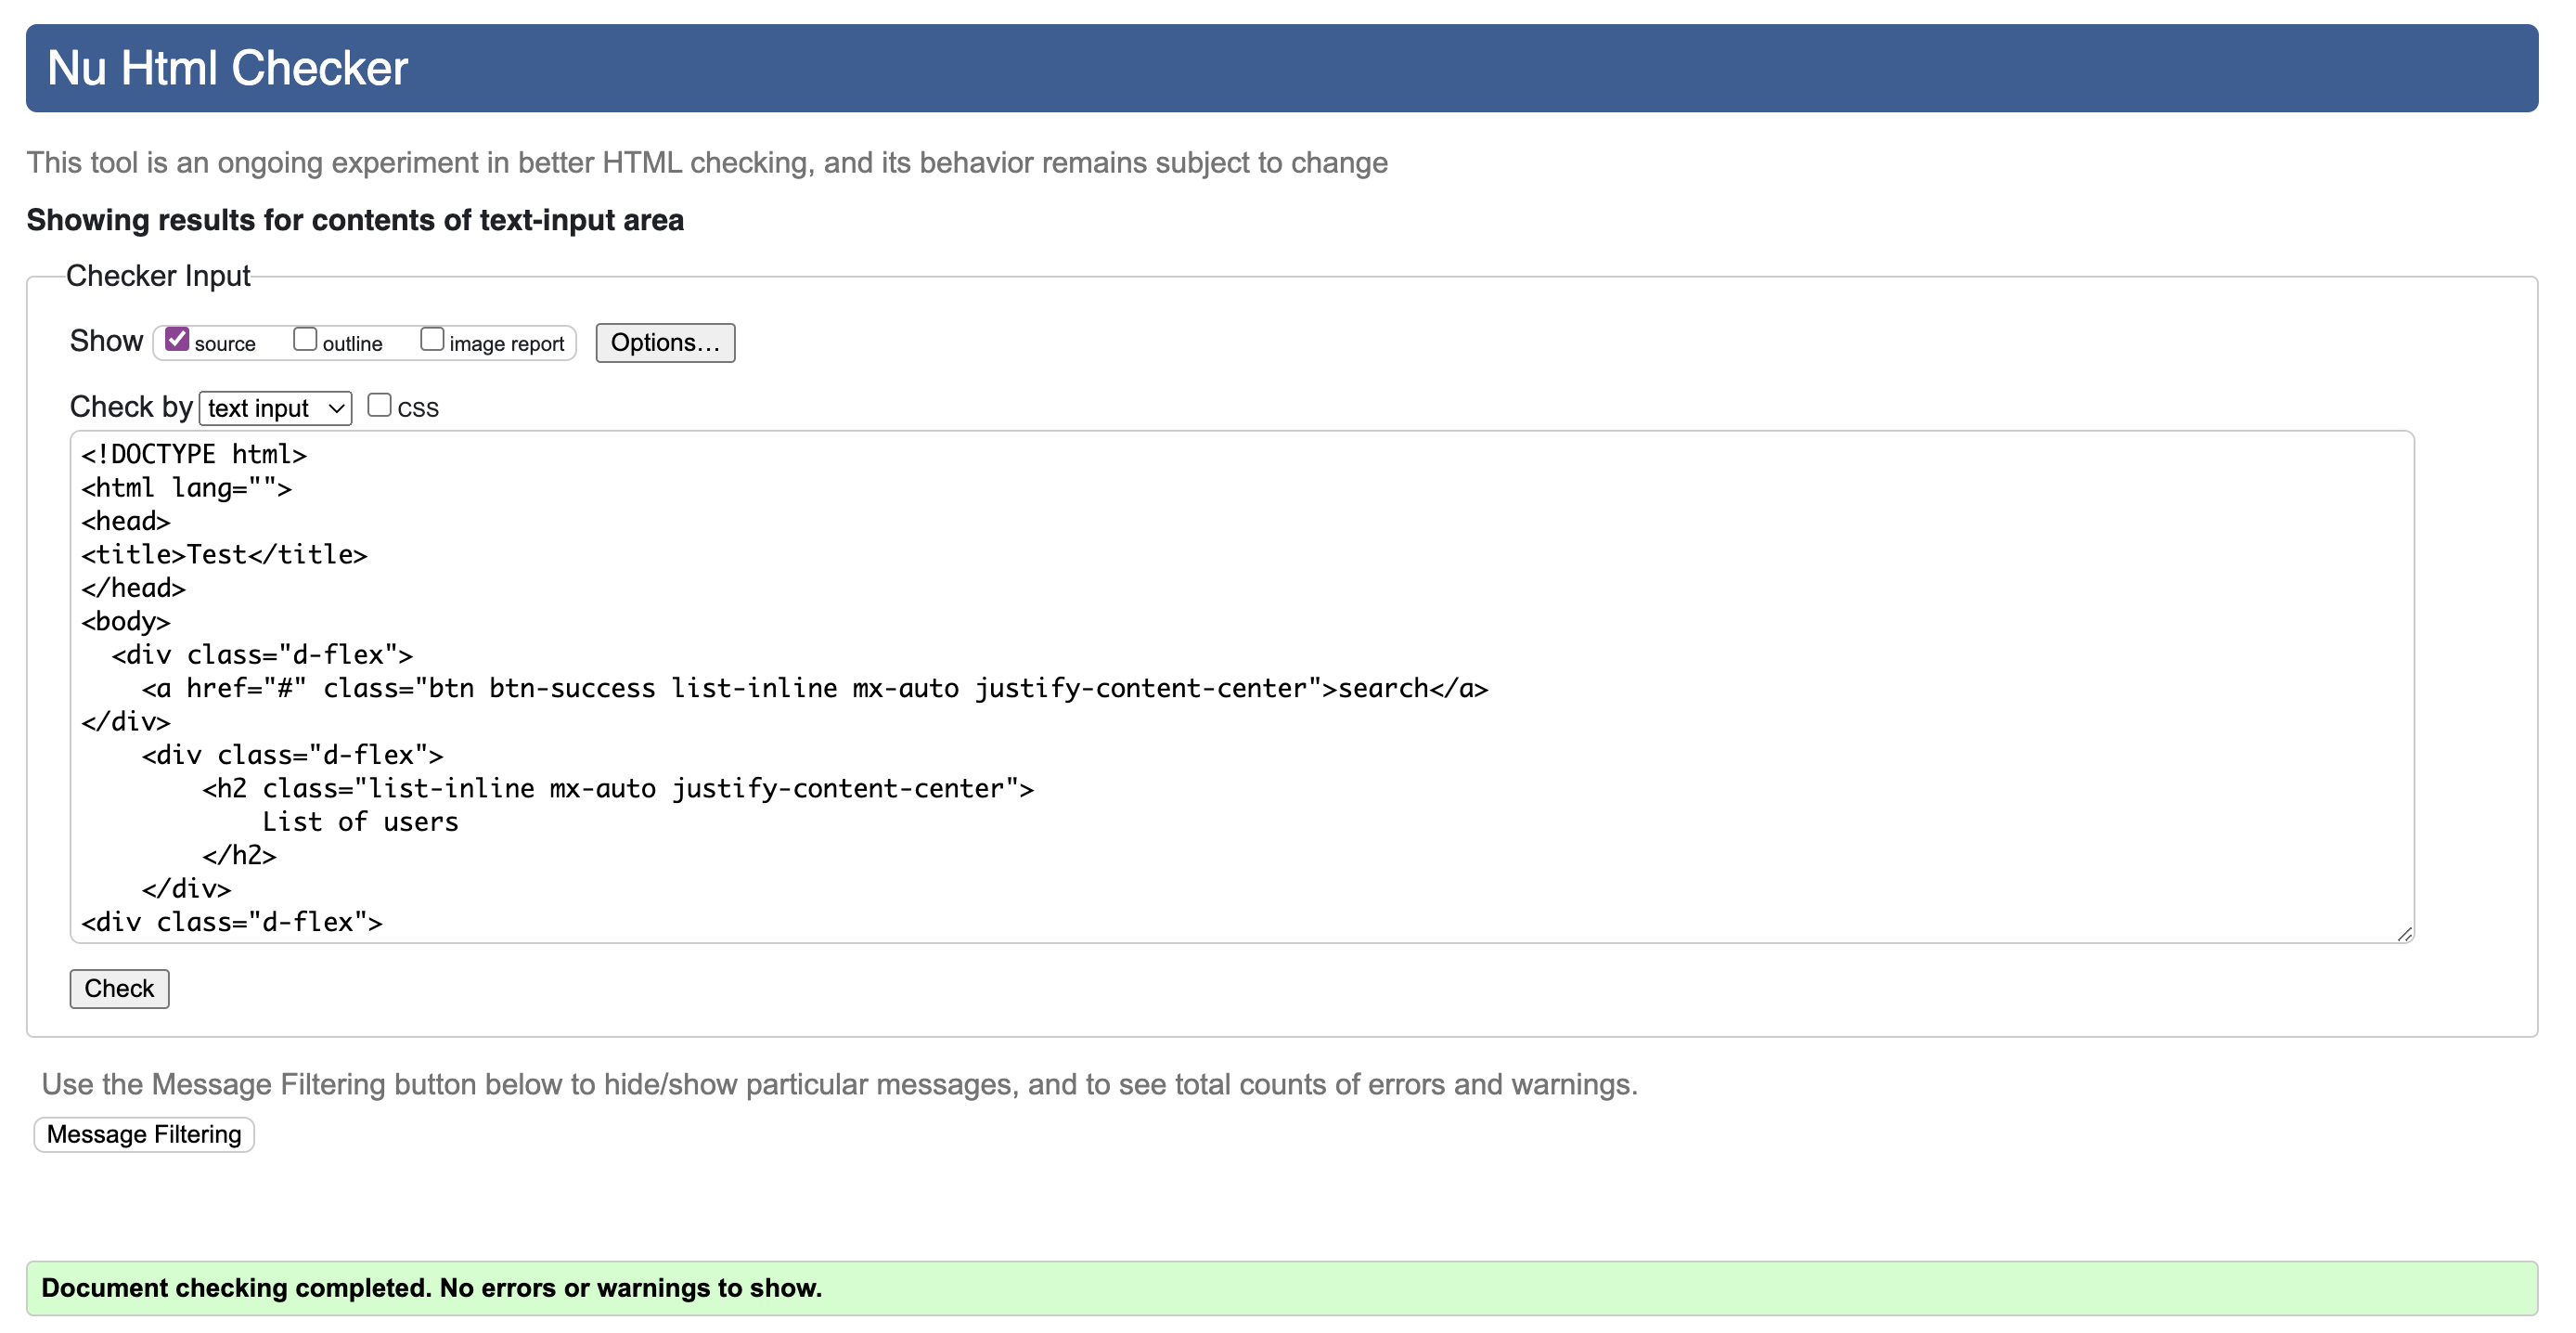 Nu Html Checker
This tool is an ongoing experiment in better HTML checking, and its behavior remains subject to change
Showing results for contents of text-input area
Checker Input
Show source outline image report Options…
Check by text input css
<!DOCTYPE html>
<html lang="">
<head>
<title>Test</title>
</head>
<body>
  <div class="d-flex">
    <a href="#" class="btn btn-success list-inline mx-auto justify-content-center">search</a>
</div>
    <div class="d-flex">
        <h2 class="list-inline mx-auto justify-content-center">
            List of users
        </h2>
    </div>
<div class="d-flex">
Check
Use the Message Filtering button below to hide/show particular messages, and to see total counts of errors and warnings.
Message Filtering
Document checking completed. No errors or warnings to show.